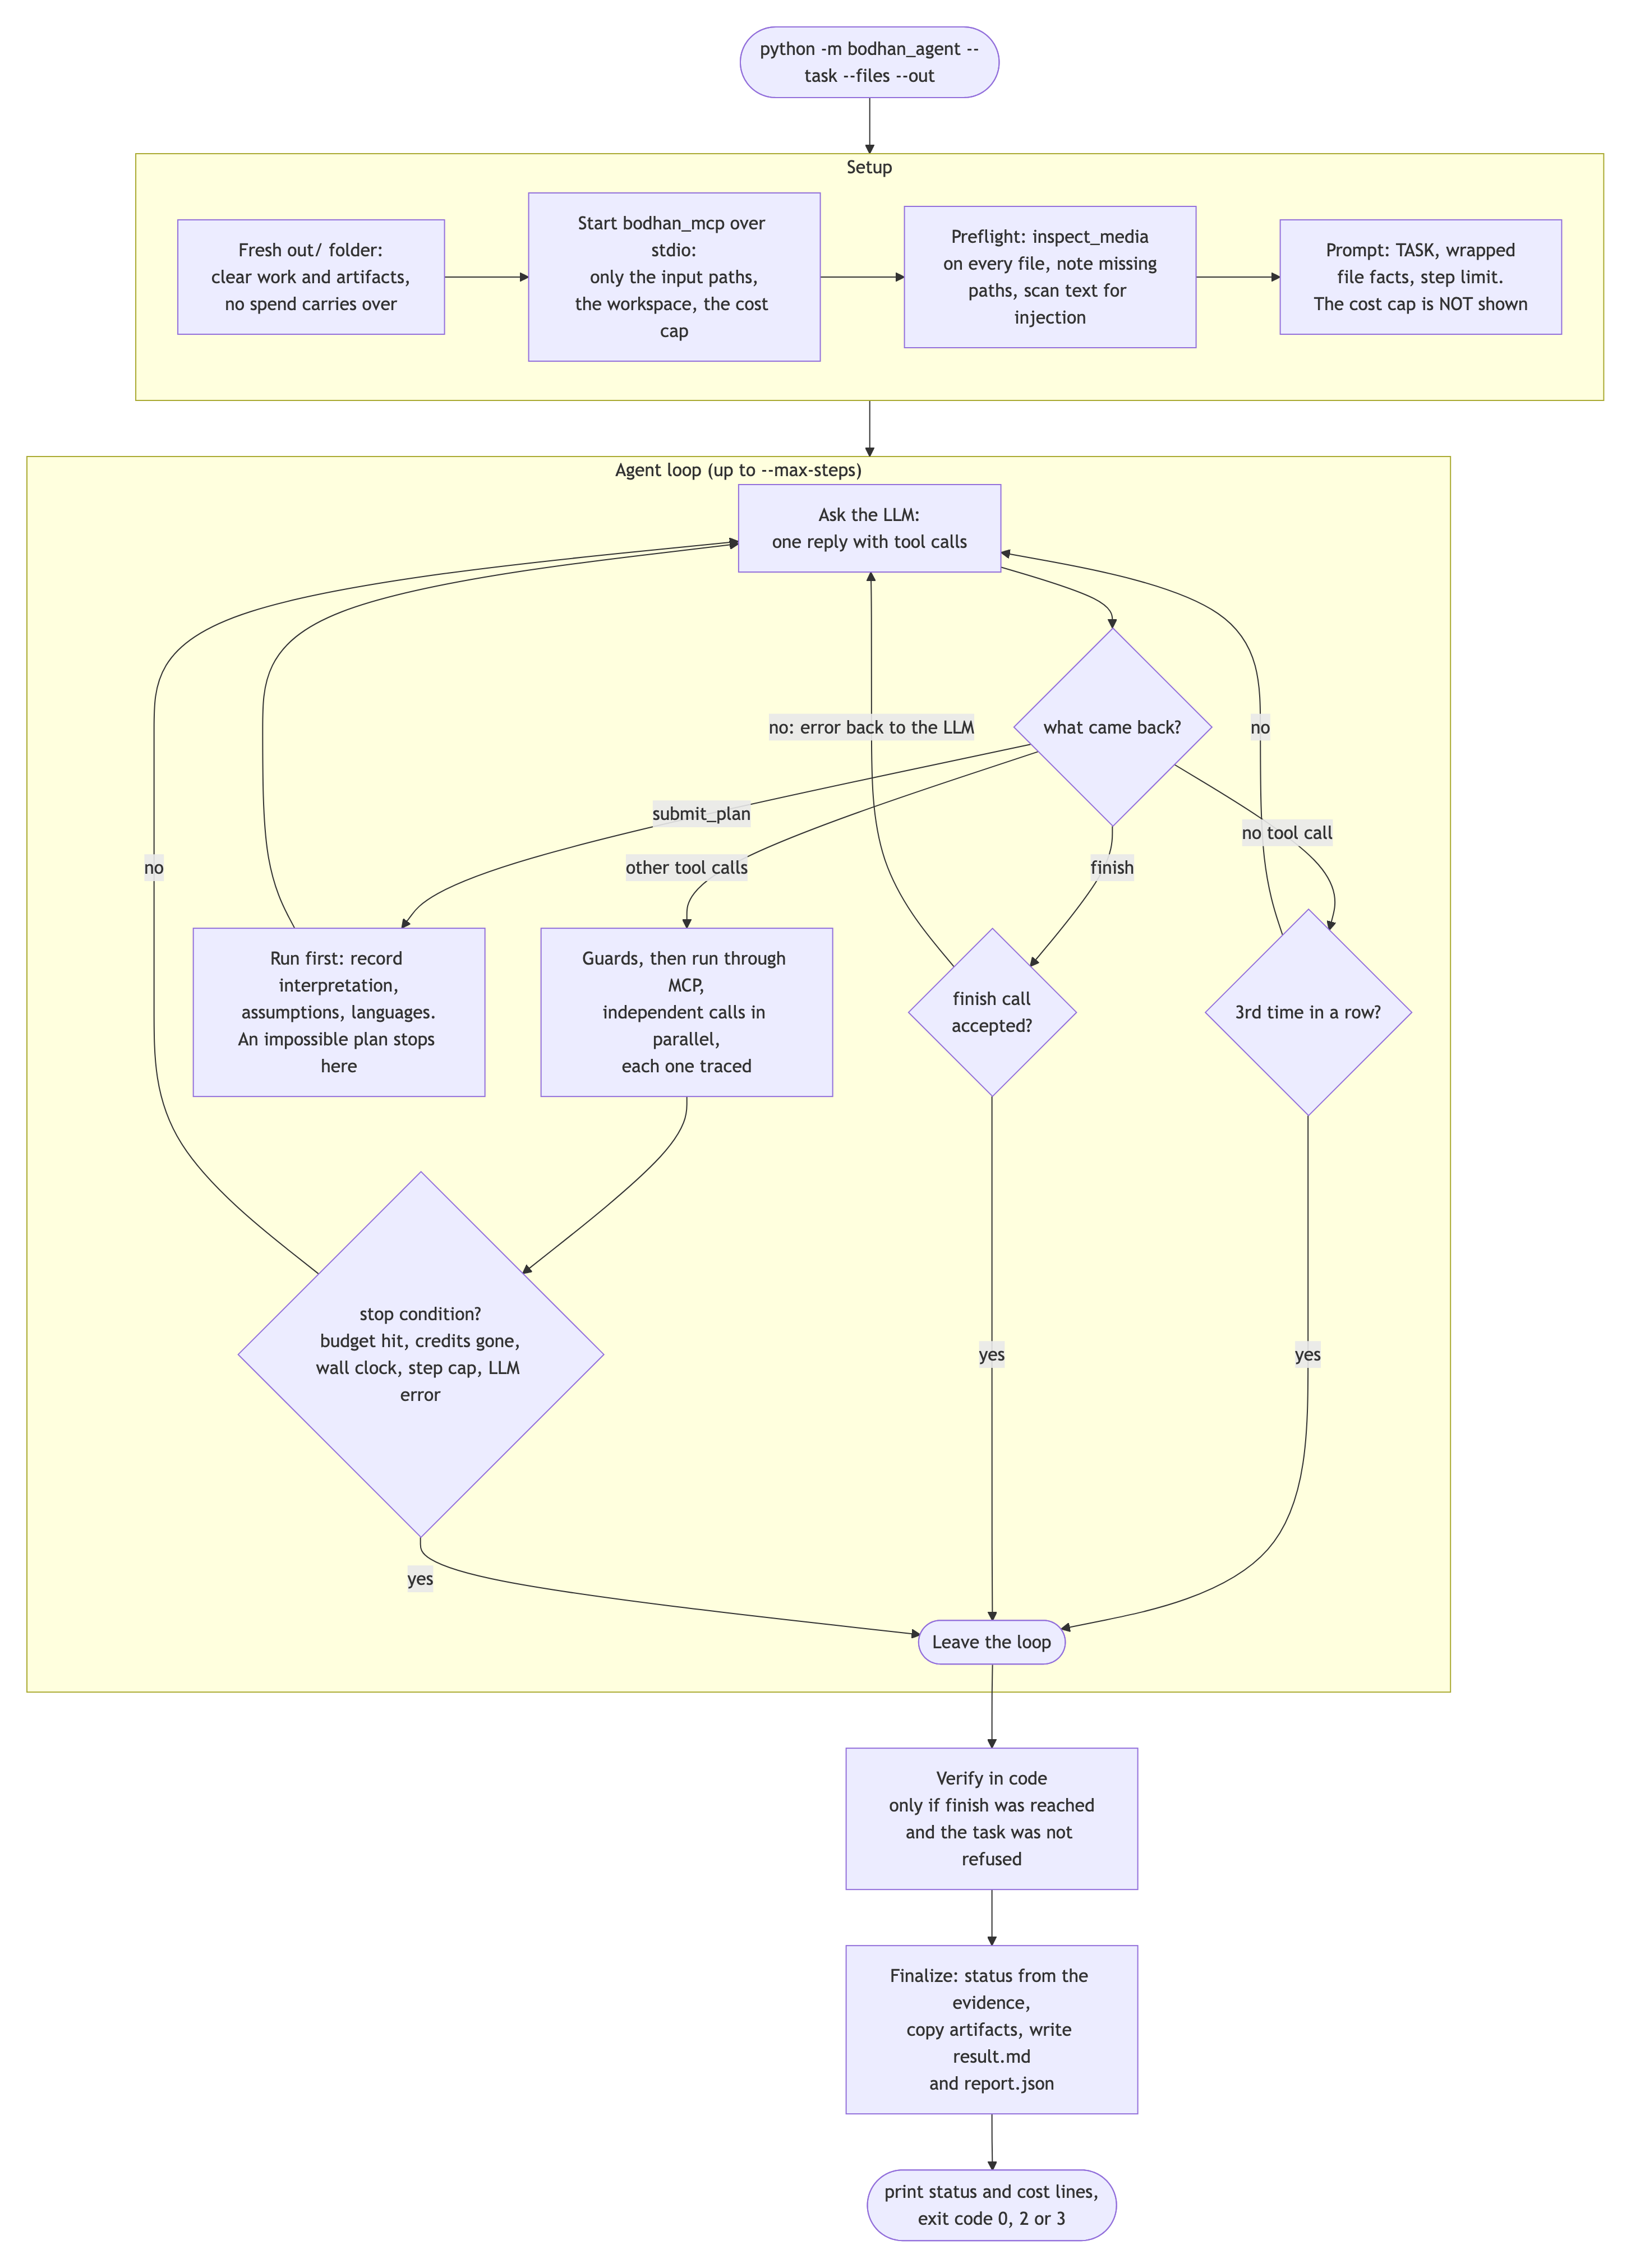 python -m bodhan_agent --
task --files --out
Setup
Fresh out/ folder:
clear work and artifacts,
no spend carries over
Start bodhan_mcp over
stdio:
only the input paths,
the workspace, the cost
cap
Preflight: inspect_media
on every file, note missing
paths, scan text for
injection
Prompt: TASK, wrapped
file facts, step limit.
The cost cap is NOT shown
Agent loop (up to --max-steps)
Ask the LLM:
one reply with tool calls
what came back?
no: error back to the LLM
no
submit_plan
no tool call
no
other tool calls
finish
Run first: record
interpretation,
assumptions, languages.
An impossible plan stops
here
Guards, then run through
MCP,
independent calls in
parallel,
each one traced
finish call
accepted?
3rd time in a row?
stop condition?
budget hit, credits gone,
wall clock, step cap, LLM
error
yes
yes
yes
Leave the loop
Verify in code
only if finish was reached
and the task was not
refused
Finalize: status from the
evidence,
copy artifacts, write
result.md
and report.json
print status and cost lines,
exit code 0, 2 or 3